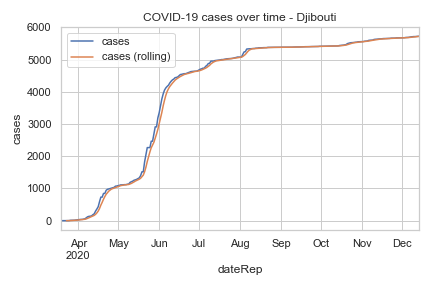 COVID-19 cases over time - Djibouti
6000
5000
4000
3000
2000
1000
0
cases
cases
cases (rolling)
Apr
2020
May
Jun
Jul
Aug
Sep
Oct
Nov
Dec
dateRep